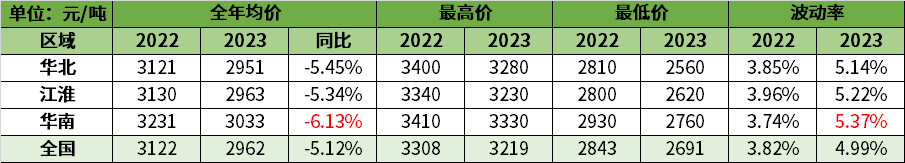 单位：元/吨 全年均价 最高价 最低价 波动率
区域 2022 2023 同比 2022 2023 2022 2023 2022 2023
华北 3121 2951 -5.45% 3400 3280 2810 2560 3.85% 5.14%
江淮 3130 2963 -5.34% 3340 3230 2800 2620 3.96% 5.22%
华南 3231 3033 -6.13% 3410 3330 2930 2760 3.74% 5.37%
全国 3122 2962 -5.12% 3308 3219 2843 2691 3.82% 4.99%